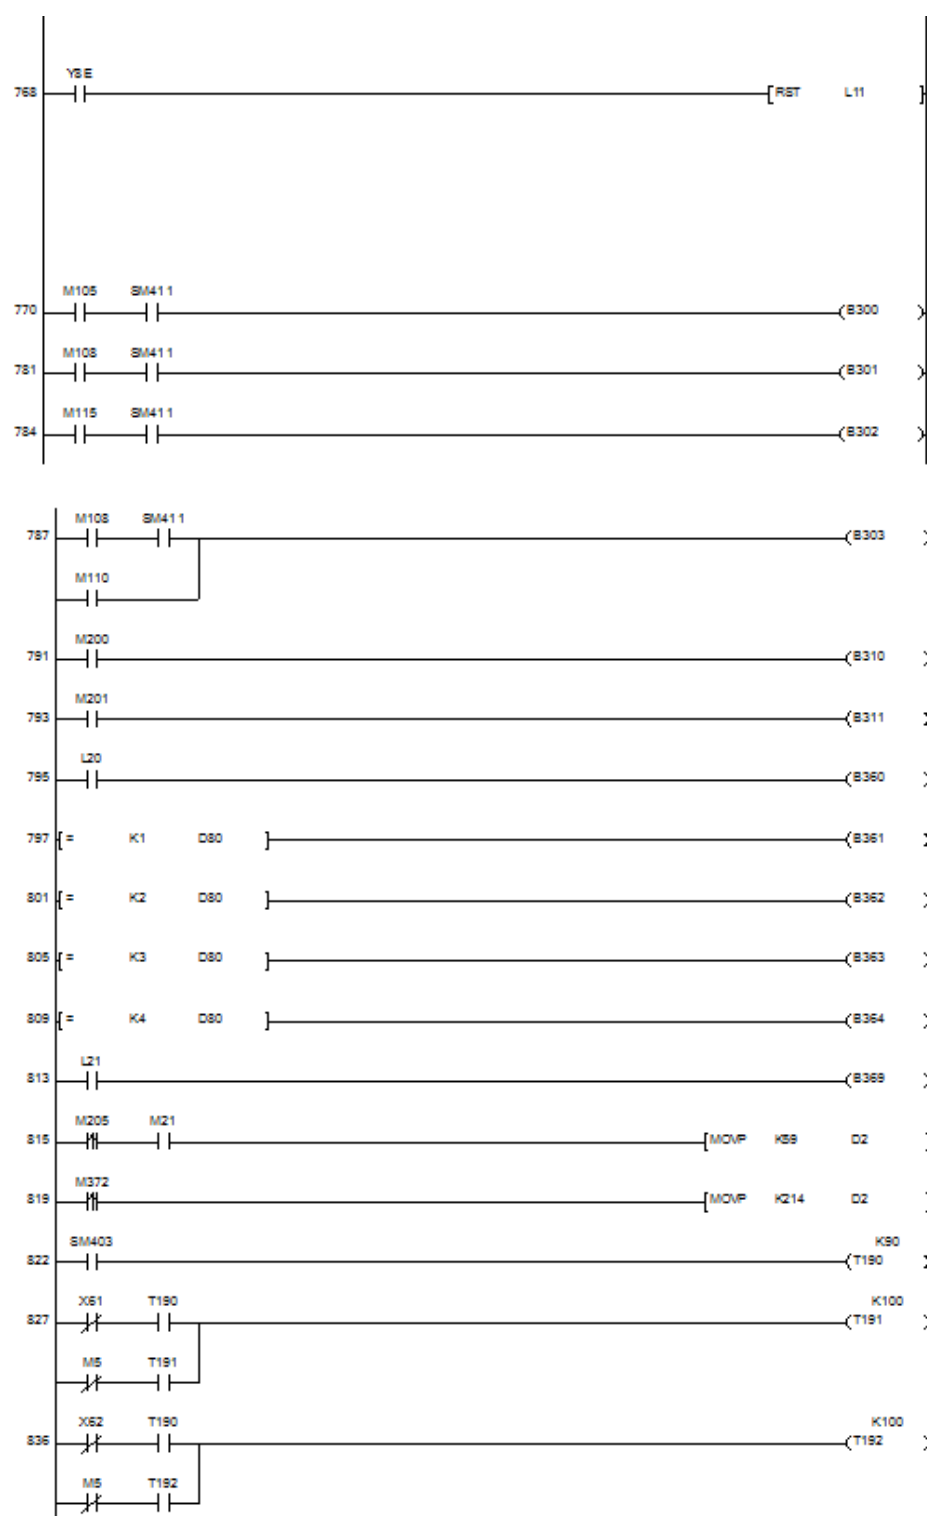 Y8E
768 [ RST L11 ]
M105 SM411
770 ( B300 )
M108 SM411
781 ( B301 )
M115 SM411
784 ( B302 )
M108 SM411
787 ( B303 )
M110
M200
791 ( B310 )
M201
793 ( B311 )
L20
795 ( B360 )
797 [ = K1 D80 ] ( B361 )
801 [ = K2 D80 ] ( B362 )
805 [ = K3 D80 ] ( B363 )
809 [ = K4 D80 ] ( B364 )
L21
813 ( B369 )
M205 M21
815 [ MOVP K59 D2 ]
M372
819 [ MOVP K214 D2 ]
SM403 K90
822 ( T190 )
X61 T190 K100
827 ( T191 )
M5 T191
X62 T190 K100
836 ( T192 )
M5 T192